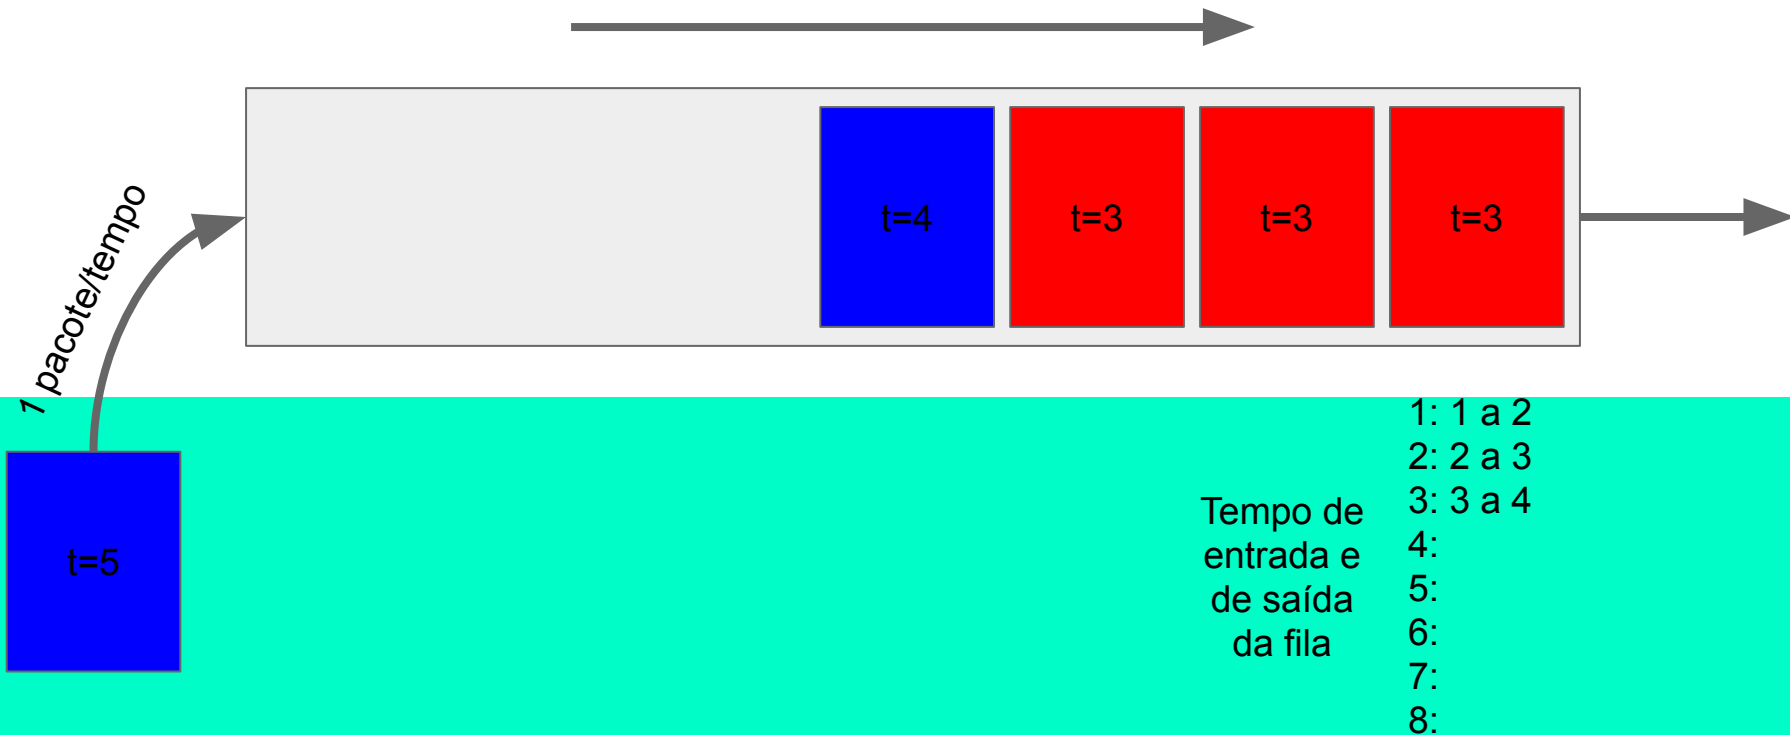 1 pacote/tempo
t=4
t=3
t=3
t=3
t=5
Tempo de
entrada e
de saída
da fila
1: 1 a 2
2: 2 a 3
3: 3 a 4
4:
5:
6:
7:
8: